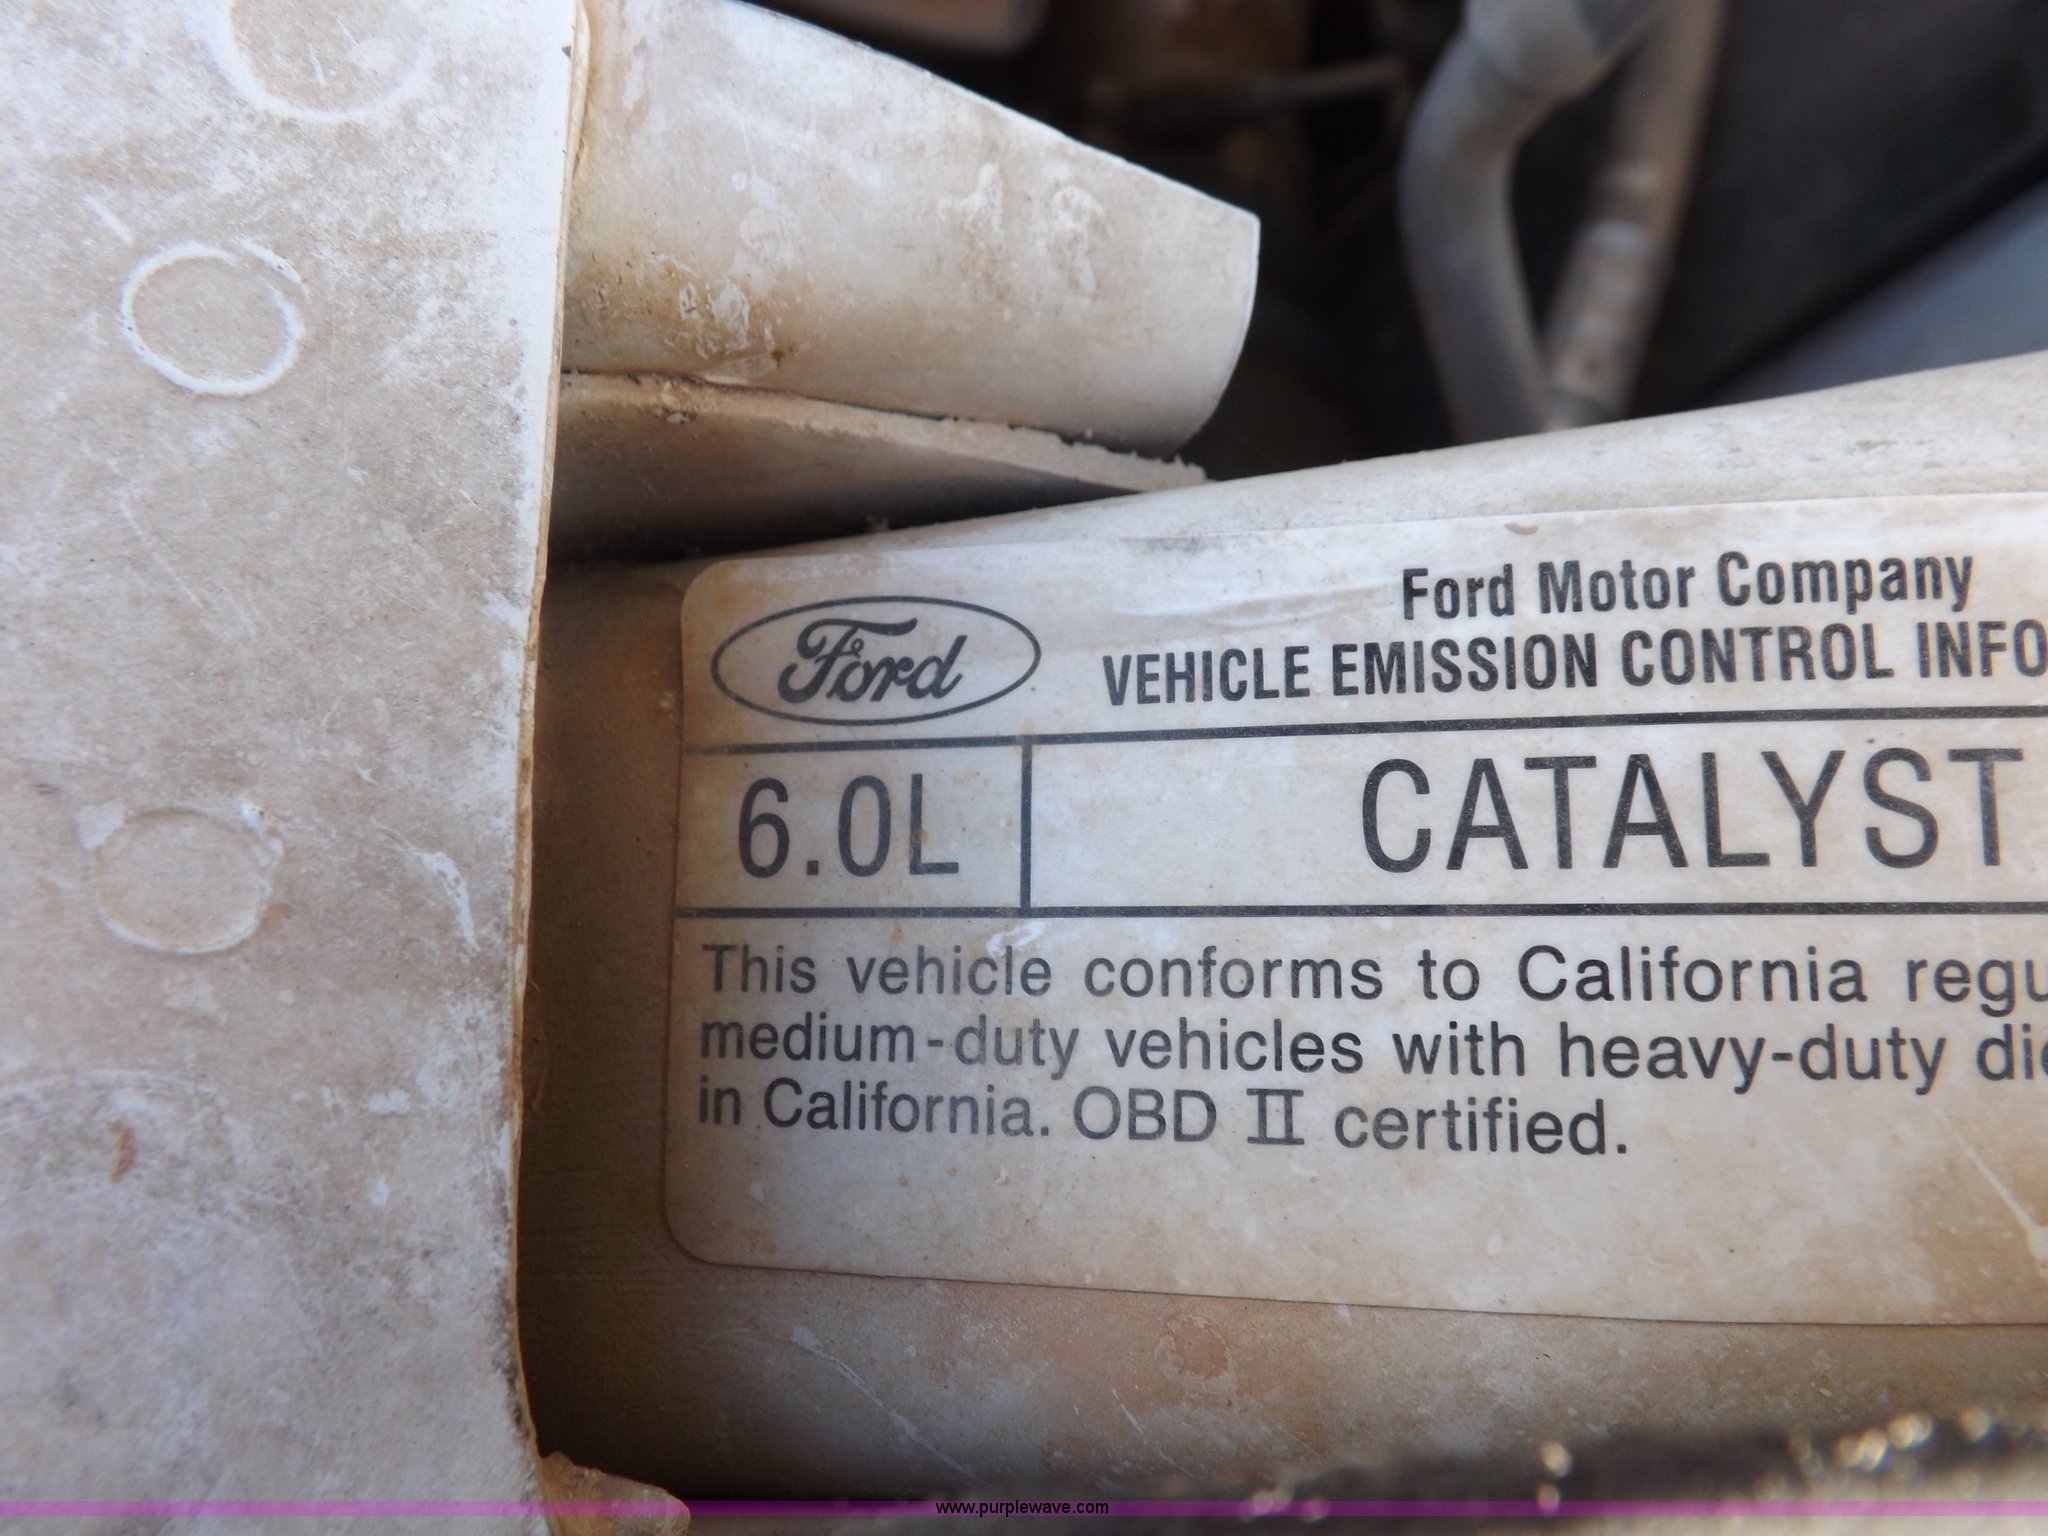 Ford Motor Company
Ford
VEHICLE EMISSION CONTROL INFO
6.0L
CATALYST
This vehicle conforms to California regu
medium-duty vehicles with heavy-duty die
in California. OBD II certified.
www.purplewave.com